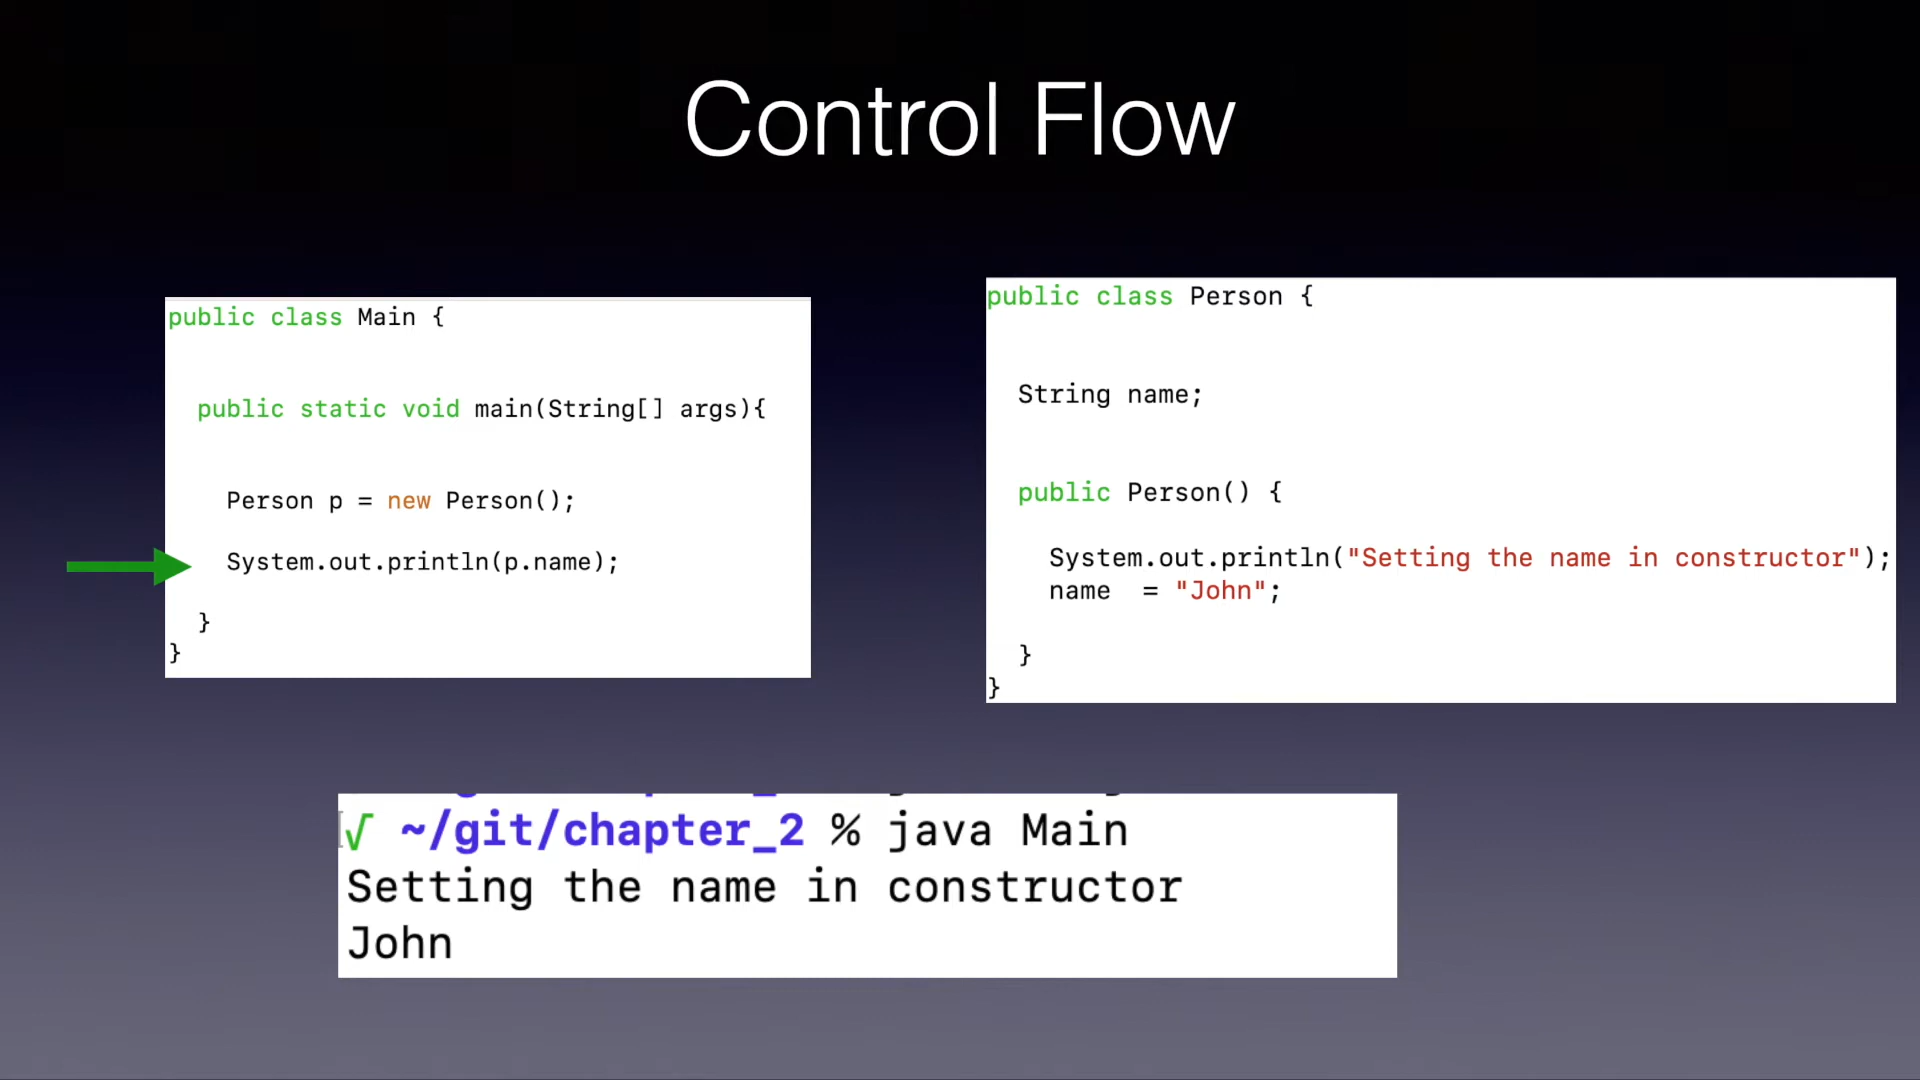 Control Flow
public class Main {
public static void main(String[] args){
Person p = new Person();
System.out.println(p.name);
}
}
public class Person {
String name;
public Person() {
System.out.println("Setting the name in constructor");
name  = "John";
}
}
√ ~/git/chapter_2 % java Main
Setting the name in constructor
John